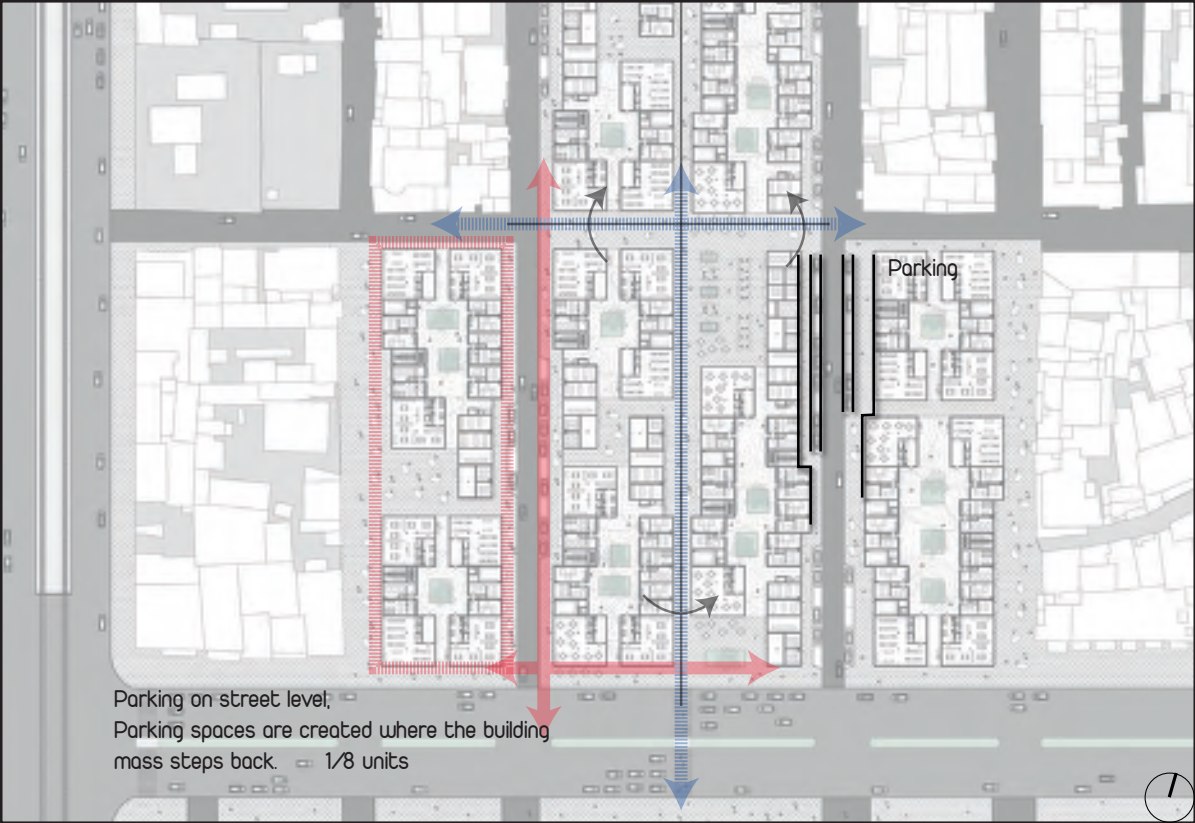 Parking
Parking on street level;
Parking spaces are created where the building
mass steps back. 1/8 units